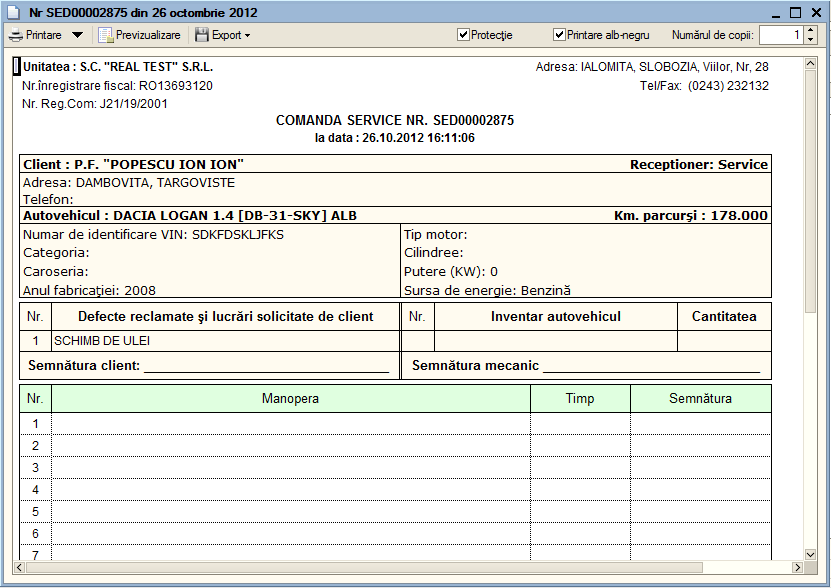 Nr SED00002875 din 26 octombrie 2012
Printare Previzualizare Export Protecţie Printare alb-negru Numărul de copii: 1
Unitatea : S.C. "REAL TEST" S.R.L. Adresa: IALOMITA, SLOBOZIA, Viilor, Nr, 28
Nr.înregistrare fiscal: RO13693120 Tel/Fax: (0243) 232132
Nr. Reg.Com: J21/19/2001
COMANDA SERVICE NR. SED00002875
la data : 26.10.2012 16:11:06
Client : P.F. "POPESCU ION ION" Receptioner: Service
Adresa: DAMBOVITA, TARGOVISTE
Telefon:
Autovehicul : DACIA LOGAN 1.4 [DB-31-SKY] ALB Km. parcurşi : 178.000
Numar de identificare VIN: SDKFDSKLJFKS Tip motor:
Categoria: Cilindree:
Caroseria: Putere (KW): 0
Anul fabricaţiei: 2008 Sursa de energie: Benzină
Nr. Defecte reclamate şi lucrări solicitate de client Nr. Inventar autovehicul Cantitatea
1 SCHIMB DE ULEI
Semnătura client: Semnătura mecanic
Nr. Manopera Timp Semnătura
1
2
3
4
5
6
7